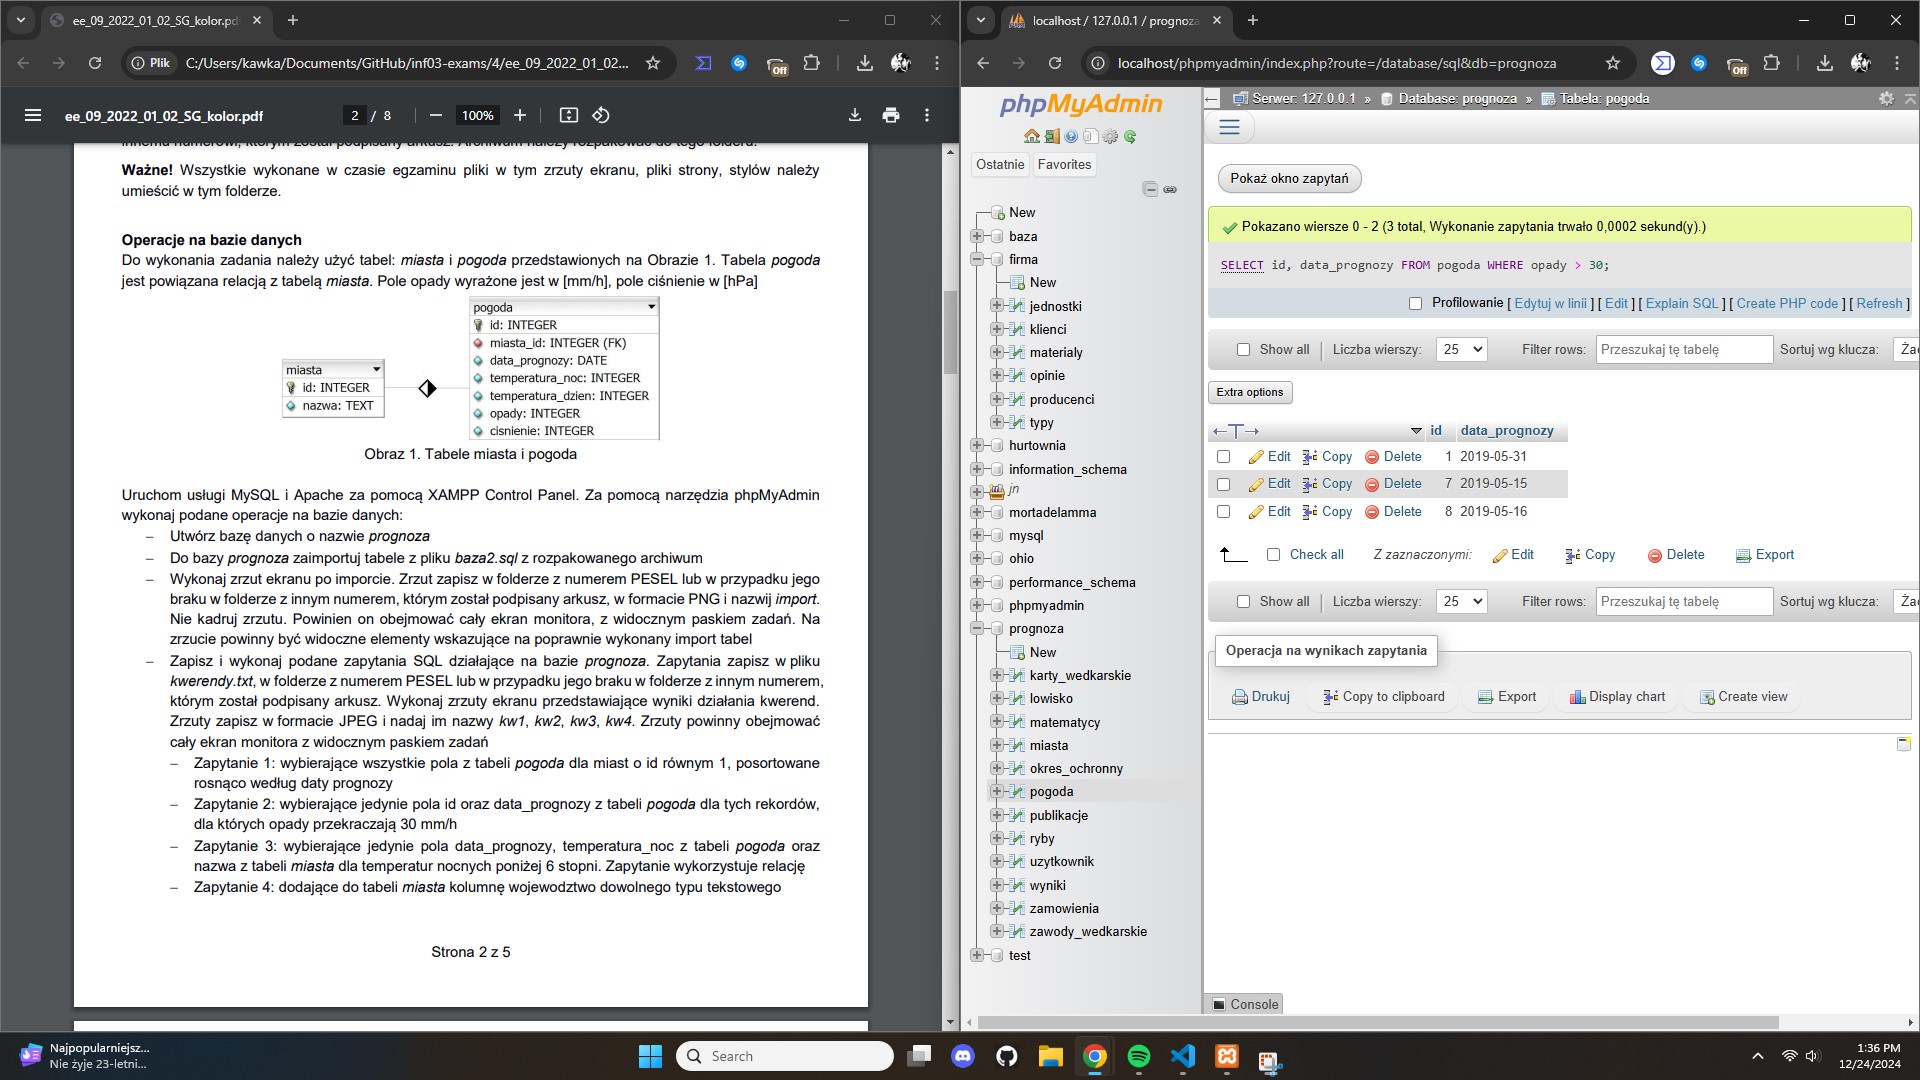 ee_09_2022_01_02_SG_kolor.pdf
Plik
C:/Users/kawka/Documents/GitHub/inf03-exams/4/ee_09_2022_01_02...
Off
ee_09_2022_01_02_SG_kolor.pdf
2 / 8
100%
innemu numerowi, którym został podpisany arkusz. Archiwum należy rozpakować do tego folderu.
Ważne! Wszystkie wykonane w czasie egzaminu pliki w tym zrzuty ekranu, pliki strony, stylów należy
umieścić w tym folderze.
Operacje na bazie danych
Do wykonania zadania należy użyć tabel: miasta i pogoda przedstawionych na Obrazie 1. Tabela pogoda
jest powiązana relacją z tabelą miasta. Pole opady wyrażone jest w [mm/h], pole ciśnienie w [hPa]
miasta
id: INTEGER
nazwa: TEXT
pogoda
id: INTEGER
miasta_id: INTEGER (FK)
data_prognozy: DATE
temperatura_noc: INTEGER
temperatura_dzien: INTEGER
opady: INTEGER
cisnienie: INTEGER
Obraz 1. Tabele miasta i pogoda
Uruchom usługi MySQL i Apache za pomocą XAMPP Control Panel. Za pomocą narzędzia phpMyAdmin
wykonaj podane operacje na bazie danych:
– Utwórz bazę danych o nazwie prognoza
– Do bazy prognoza zaimportuj tabele z pliku baza2.sql z rozpakowanego archiwum
– Wykonaj zrzut ekranu po imporcie. Zrzut zapisz w folderze z numerem PESEL lub w przypadku jego
braku w folderze z innym numerem, którym został podpisany arkusz, w formacie PNG i nazwij import.
Nie kadruj zrzutu. Powinien on obejmować cały ekran monitora, z widocznym paskiem zadań. Na
zrzucie powinny być widoczne elementy wskazujące na poprawnie wykonany import tabel
– Zapisz i wykonaj podane zapytania SQL działające na bazie prognoza. Zapytania zapisz w pliku
kwerendy.txt, w folderze z numerem PESEL lub w przypadku jego braku w folderze z innym numerem,
którym został podpisany arkusz. Wykonaj zrzuty ekranu przedstawiające wyniki działania kwerend.
Zrzuty zapisz w formacie JPEG i nadaj im nazwy kw1, kw2, kw3, kw4. Zrzuty powinny obejmować
cały ekran monitora z widocznym paskiem zadań
– Zapytanie 1: wybierające wszystkie pola z tabeli pogoda dla miast o id równym 1, posortowane
rosnąco według daty prognozy
– Zapytanie 2: wybierające jedynie pola id oraz data_prognozy z tabeli pogoda dla tych rekordów,
dla których opady przekraczają 30 mm/h
– Zapytanie 3: wybierające jedynie pola data_prognozy, temperatura_noc z tabeli pogoda oraz
nazwa z tabeli miasta dla temperatur nocnych poniżej 6 stopni. Zapytanie wykorzystuje relację
– Zapytanie 4: dodające do tabeli miasta kolumnę wojewodztwo dowolnego typu tekstowego
Strona 2 z 5
localhost / 127.0.0.1 / prognoza
localhost/phpmyadmin/index.php?route=/database/sql&db=prognoza
Off
phpMyAdmin
Ostatnie Favorites
New
baza
firma
New
jednostki
klienci
materialy
opinie
producenci
typy
hurtownia
information_schema
jn
mortadelamma
mysql
ohio
performance_schema
phpmyadmin
prognoza
New
karty_wedkarskie
lowisko
matematycy
miasta
okres_ochronny
pogoda
publikacje
ryby
uzytkownik
wyniki
zamowienia
zawody_wedkarskie
test
Serwer: 127.0.0.1 » Database: prognoza » Tabela: pogoda
Pokaż okno zapytań
Pokazano wiersze 0 - 2 (3 total, Wykonanie zapytania trwało 0,0002 sekund(y).)
SELECT id, data_prognozy FROM pogoda WHERE opady > 30;
Profilowanie [ Edytuj w linii ] [ Edit ] [ Explain SQL ] [ Create PHP code ] [ Refresh ]
Show all Liczba wierszy: 25 Filter rows: Przeszukaj tę tabelę Sortuj wg klucza: Ża
Extra options
id data_prognozy
Edit Copy Delete 1 2019-05-31
Edit Copy Delete 7 2019-05-15
Edit Copy Delete 8 2019-05-16
Check all Z zaznaczonymi: Edit Copy Delete Export
Show all Liczba wierszy: 25 Filter rows: Przeszukaj tę tabelę Sortuj wg klucza: Ża
Operacja na wynikach zapytania
Drukuj Copy to clipboard Export Display chart Create view
Console
Najpopularniejsz...
Nie żyje 23-letni...
Search
1:36 PM
12/24/2024